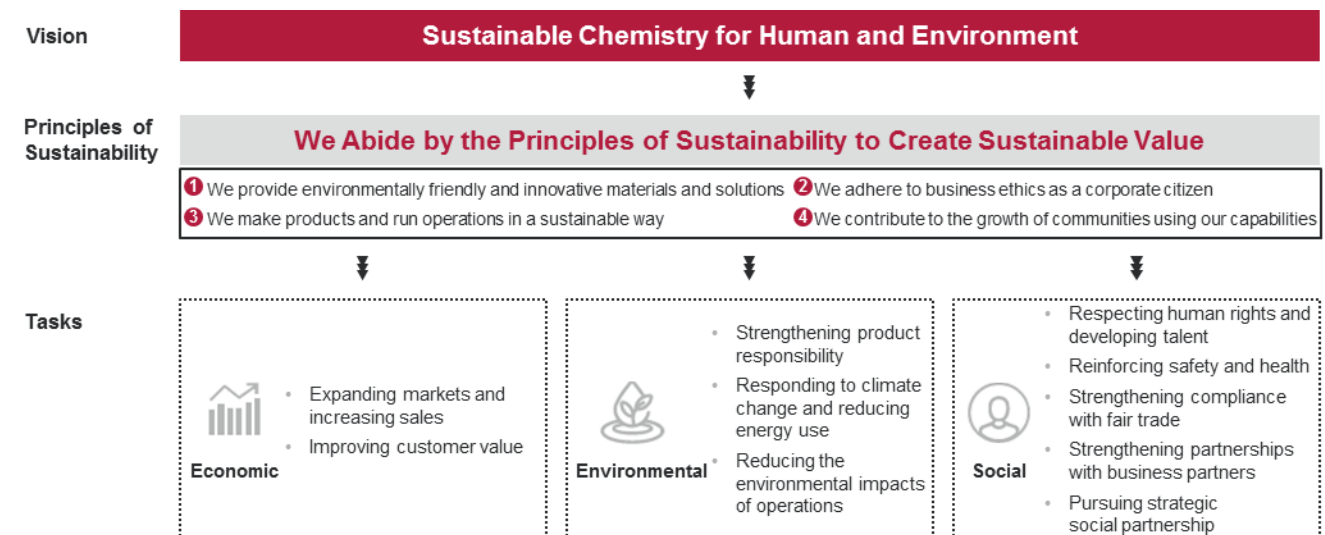 Vision
Sustainable Chemistry for Human and Environment
Principles of
Sustainability
We Abide by the Principles of Sustainability to Create Sustainable Value
1 We provide environmentally friendly and innovative materials and solutions
2 We adhere to business ethics as a corporate citizen
3 We make products and run operations in a sustainable way
4 We contribute to the growth of communities using our capabilities
Tasks
Economic
• Expanding markets and
increasing sales
• Improving customer value
Environmental
• Strengthening product
responsibility
• Responding to climate
change and reducing
energy use
• Reducing the
environmental impacts
of operations
Social
• Respecting human rights and
developing talent
• Reinforcing safety and health
• Strengthening compliance
with fair trade
• Strengthening partnerships
with business partners
• Pursuing strategic
social partnership